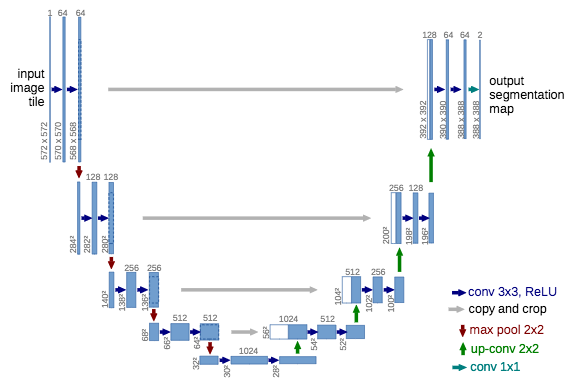 1 64 64
input
image
tile
572 x 572
570 x 570
568 x 568
128 64 64 2
392 x 392
390 x 390
388 x 388
388 x 388
output
segmentation
map
128 128
284²
282²
280²
256 128
200²
198²
196²
256 256
140²
138²
136²
512 256
104²
102²
100²
512 512
68²
66²
64²
1024 512
56²
54²
52²
1024
32²
30²
28²
conv 3x3, ReLU
copy and crop
max pool 2x2
up-conv 2x2
conv 1x1